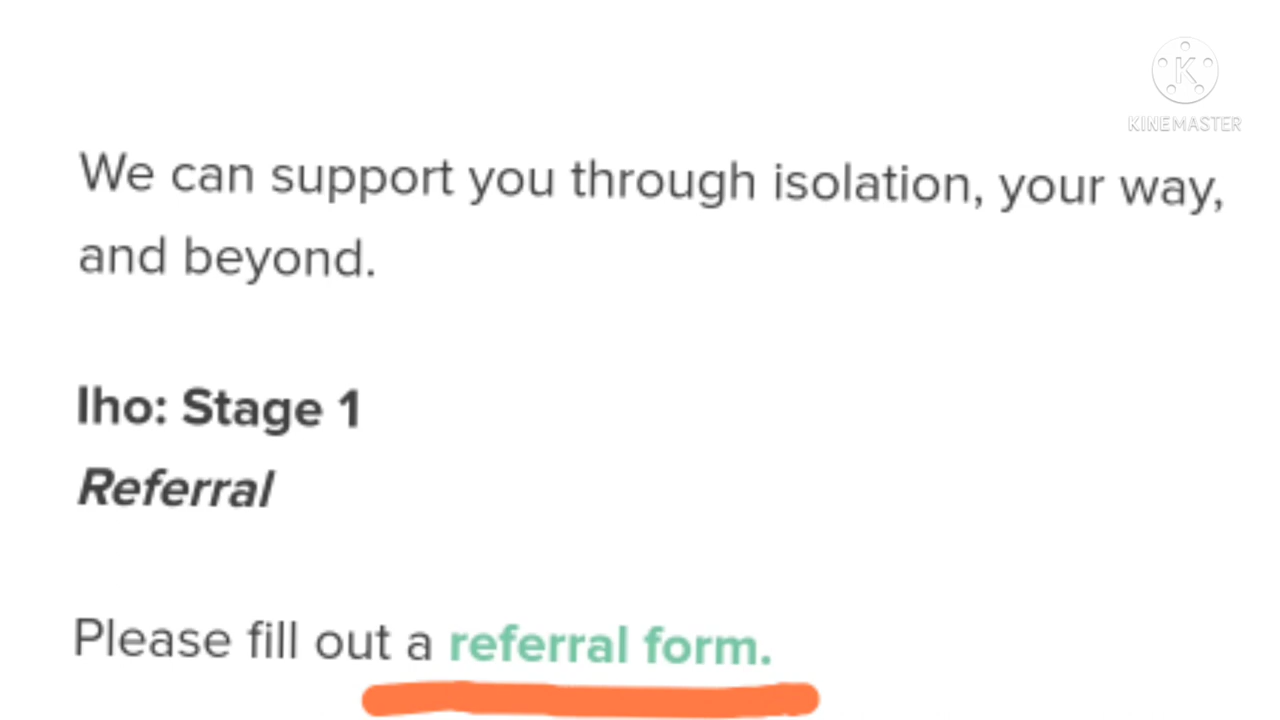 KINEMASTER
We can support you through isolation, your way,
and beyond.
Iho: Stage 1
Referral
Please fill out a referral form.